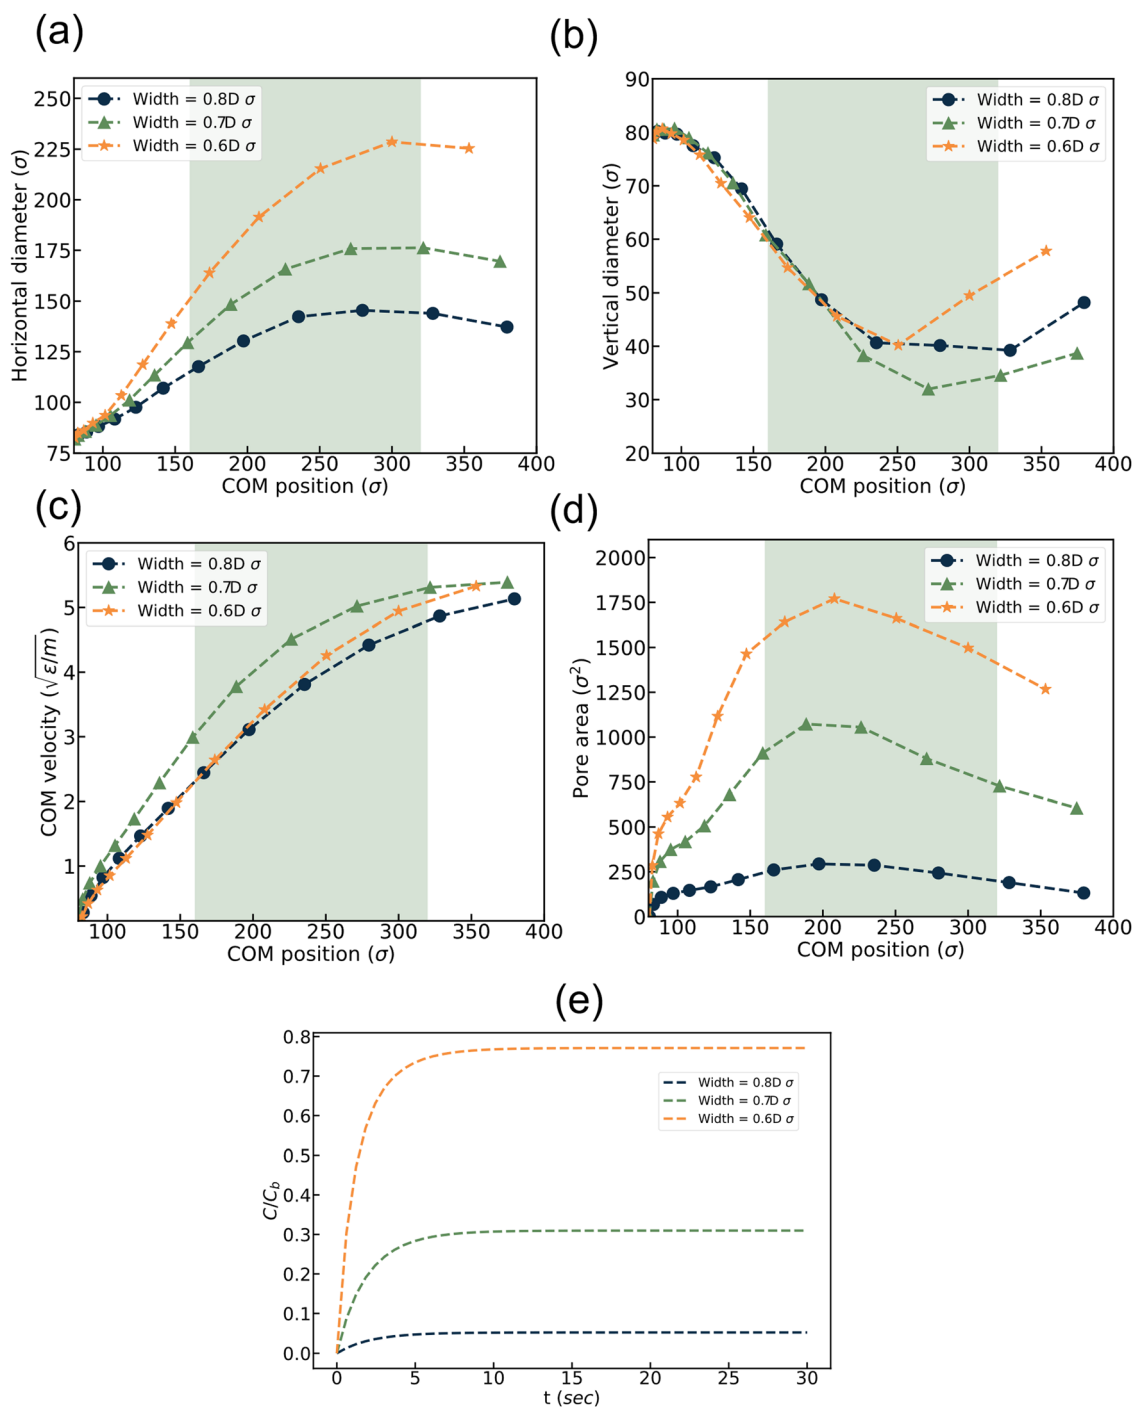 (a)
250
225
200
175
150
125
100
75
Horizontal diameter (σ)
Width = 0.8D σ
Width = 0.7D σ
Width = 0.6D σ
100 150 200 250 300 350 400
COM position (σ)
(b)
90
80
70
60
50
40
30
20
Vertical diameter (σ)
Width = 0.8D σ
Width = 0.7D σ
Width = 0.6D σ
100 150 200 250 300 350 400
COM position (σ)
(c)
6
5
4
3
2
1
COM velocity (√ε/m)
Width = 0.8D σ
Width = 0.7D σ
Width = 0.6D σ
100 150 200 250 300 350 400
COM position (σ)
(d)
2000
1750
1500
1250
1000
750
500
250
0
Pore area (σ²)
Width = 0.8D σ
Width = 0.7D σ
Width = 0.6D σ
100 150 200 250 300 350 400
COM position (σ)
(e)
0.8
0.7
0.6
0.5
0.4
0.3
0.2
0.1
0.0
C/C_b
Width = 0.8D σ
Width = 0.7D σ
Width = 0.6D σ
0 5 10 15 20 25 30
t (sec)